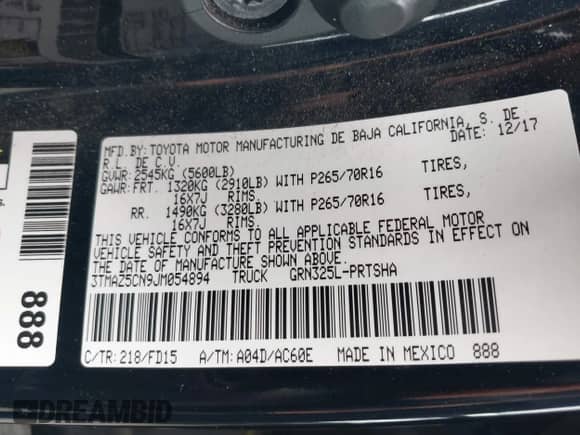 MFD.BY:TOYOTA MOTOR MANUFACTURING DE BAJA CALIFORNIA, S. DE
R.L. DE C.V. DATE: 12/17
GVWR:2545KG (5600LB)
GAWR:FRT. 1320KG (2910LB) WITH P265/70R16 TIRES,
16X7J RIMS.
RR. 1490KG (3280LB) WITH P265/70R16 TIRES,
16X7J RIMS.
THIS VEHICLE CONFORMS TO ALL APPLICABLE FEDERAL MOTOR
VEHICLE SAFETY AND THEFT PREVENTION STANDARDS IN EFFECT ON
THE DATE OF MANUFACTURE SHOWN ABOVE.
3TMAZ5CN9JM054894 TRUCK GRN325L-PRTSHA
C/TR:218/FD15 A/TM:A04D/AC60E MADE IN MEXICO 888
888
DREAMBID